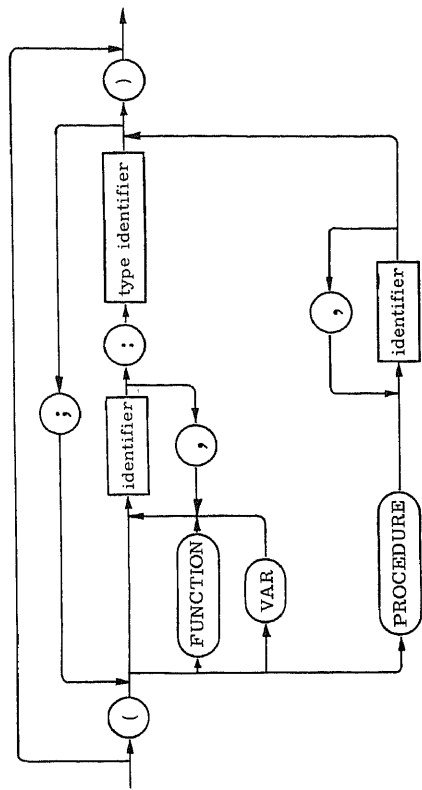 ;
( identifier : type identifier )
FUNCTION ,
VAR
,
PROCEDURE identifier